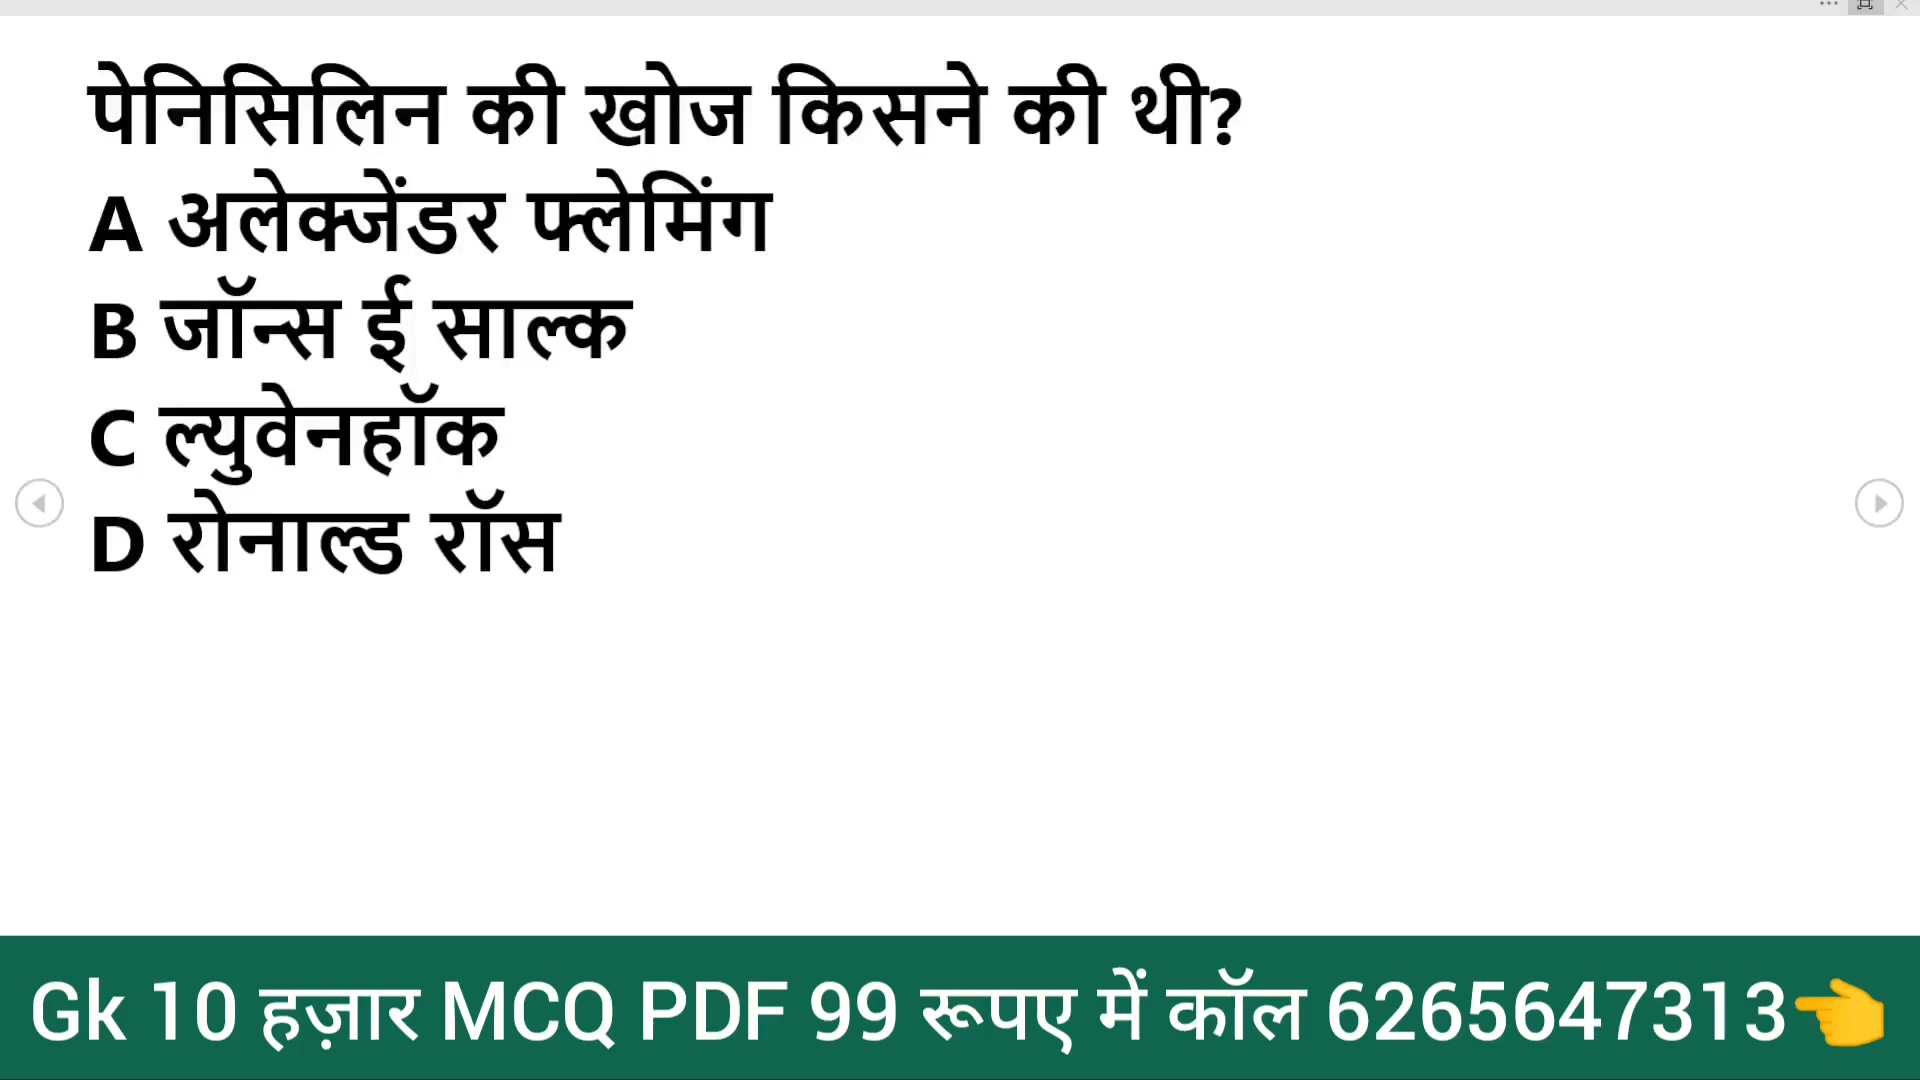 पेनिसिलिन की खोज किसने की थी?
A अलेक्जेंडर फ्लेमिंग
B जॉन्स ई साल्क
C ल्युवेनहॉक
D रोनाल्ड रॉस
Gk 10 हज़ार MCQ PDF 99 रूपए में कॉल 6265647313